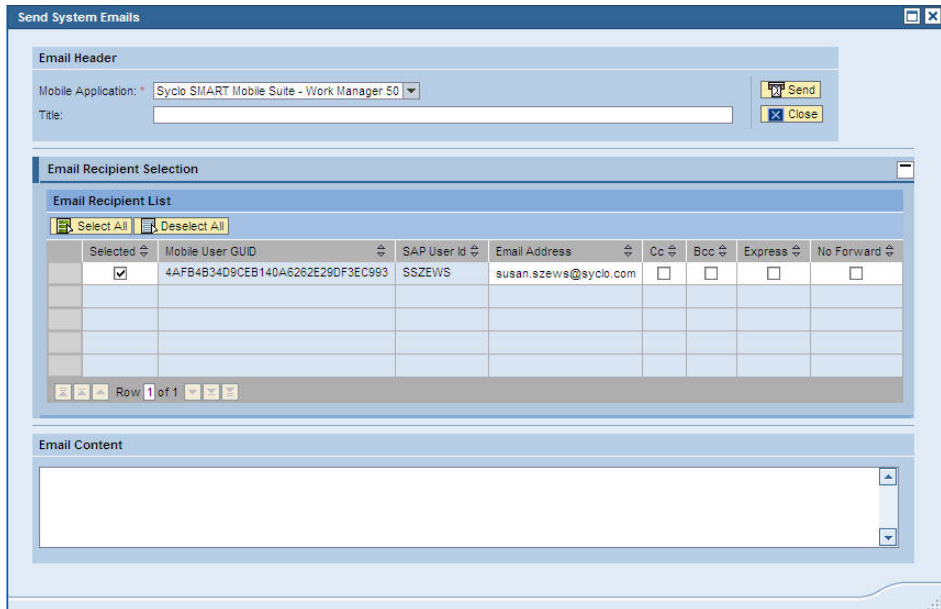 Send System Emails
Email Header
Mobile Application: * Syclo SMART Mobile Suite - Work Manager 50 Send
Title: Close
Email Recipient Selection
Email Recipient List
Select All Deselect All
Selected Mobile User GUID SAP User Id Email Address Cc Bcc Express No Forward
4AFB4B34D9CEB140A6262E29DF3EC993 SSZEWS susan.szews@syclo.com
Row 1 of 1
Email Content